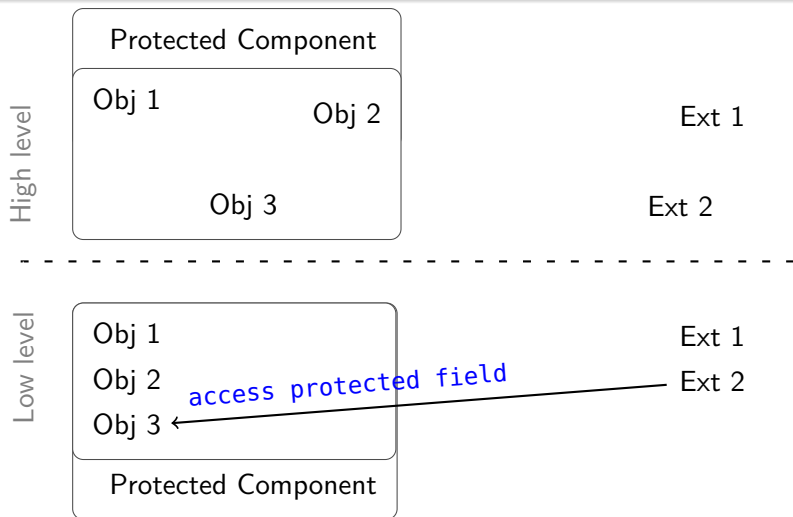 Protected Component
Obj 1
Obj 2
Ext 1
High level
Obj 3
Ext 2
Obj 1
Ext 1
Low level
Obj 2
access protected field
Ext 2
Obj 3
Protected Component